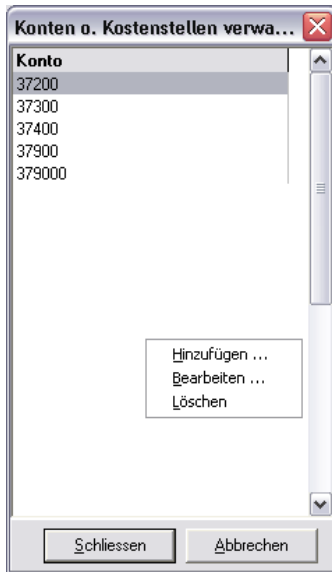 Konten o. Kostenstellen verwa...
Konto
37200
37300
37400
37900
379000
Hinzufügen ...
Bearbeiten ...
Löschen
Schliessen Abbrechen